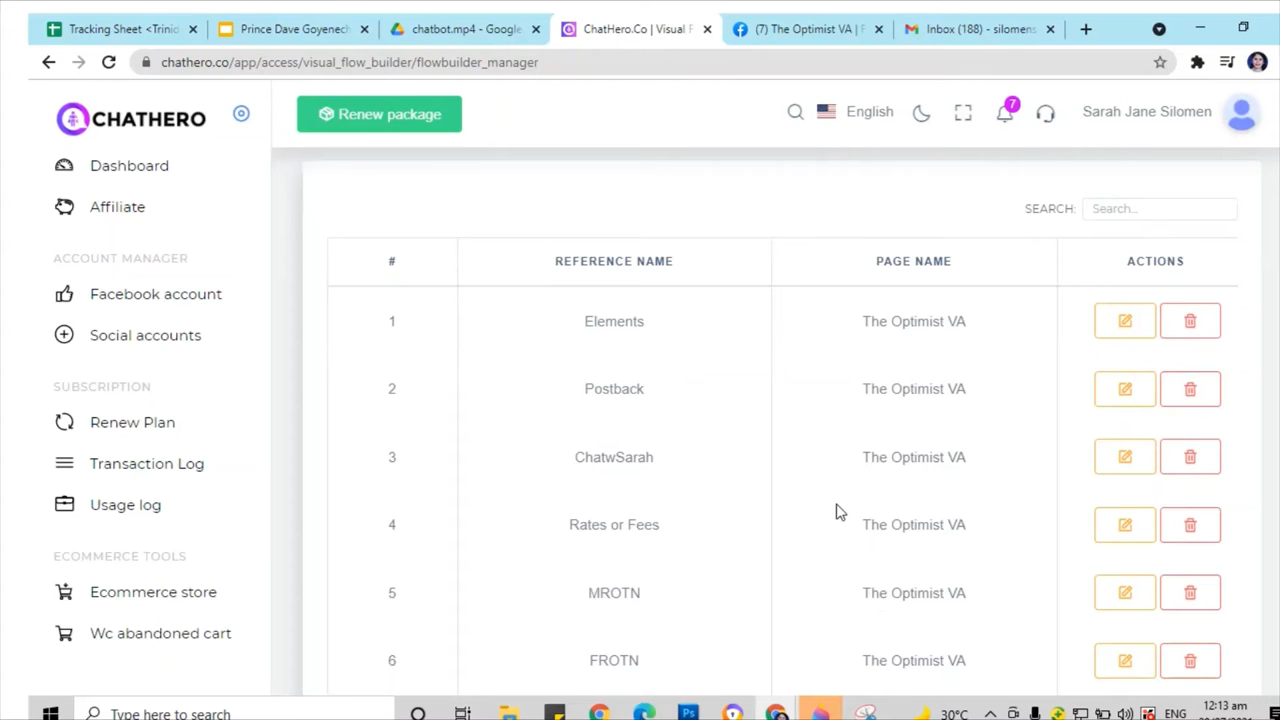 Tracking Sheet <Trinid
Prince Dave Goyenech
chatbot.mp4 - Google
ChatHero.Co | Visual F
(7) The Optimist VA | F
Inbox (188) - silomens
chathero.co/app/access/visual_flow_builder/flowbuilder_manager
CHATHERO
Renew package
English
7
Sarah Jane Silomen
Dashboard
Affiliate
ACCOUNT MANAGER
Facebook account
Social accounts
SUBSCRIPTION
Renew Plan
Transaction Log
Usage log
ECOMMERCE TOOLS
Ecommerce store
Wc abandoned cart
SEARCH: Search...
# REFERENCE NAME PAGE NAME ACTIONS
1 Elements The Optimist VA
2 Postback The Optimist VA
3 ChatwSarah The Optimist VA
4 Rates or Fees The Optimist VA
5 MROTN The Optimist VA
6 FROTN The Optimist VA
Type here to search
30°C
ENG
12:13 am